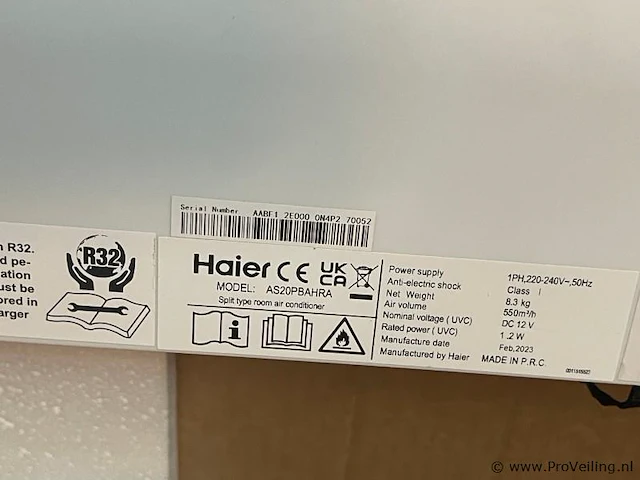 Serial Number AABF1 2E000 0N4P2 70052
n R32.
d pe-
ation
ust be
ored in
arger
R32
Haier CE UK CA
MODEL: AS20PBAHRA
Split type room air conditioner
Power supply 1PH,220-240V~,50Hz
Anti-electric shock Class I
Net Weight 8.3 kg
Air volume 550m³/h
Nominal voltage ( UVC) DC 12 V
Rated power ( UVC) 1 .2 W
Manufacture date Feb,2023
Manufactured by Haier MADE IN P.R.C.
© www.ProVeiling.nl